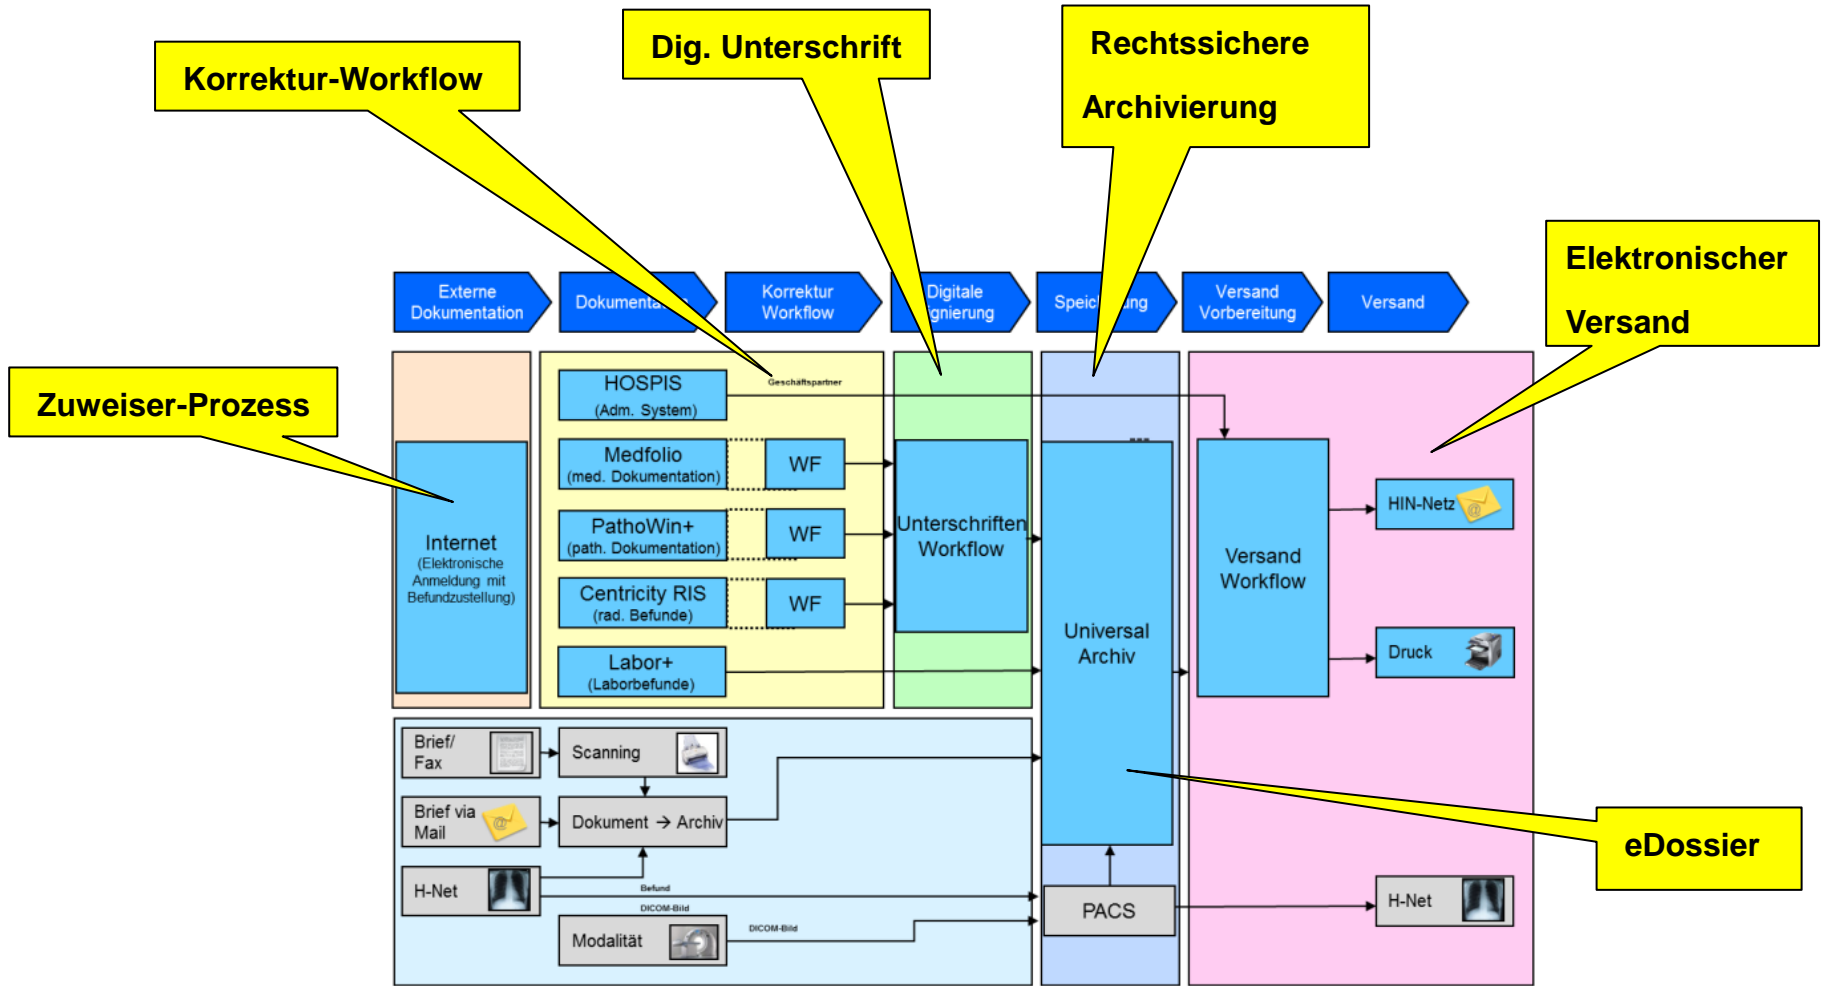 Korrektur-Workflow
Dig. Unterschrift
Rechtssichere
Archivierung
Elektronischer
Versand
Zuweiser-Prozess
eDossier
Externe
Dokumentation
Korrektur
Workflow
Digitale
Versand
Vorbereitung
Versand
HOSPIS
(Adm. System)
Geschäftspartner
Medfolio
(med. Dokumentation)
WF
PathoWin+
(path. Dokumentation)
WF
Centricity RIS
(rad. Befunde)
WF
Labor+
(Laborbefunde)
Internet
(Elektronische
Anmeldung mit
Befundzustellung)
Unterschriften
Workflow
Universal
Archiv
Versand
Workflow
HIN-Netz
Druck
Brief/
Fax
Scanning
Brief via
Mail
Dokument → Archiv
H-Net
Befund
DICOM-Bild
Modalität
DICOM-Bild
PACS
H-Net